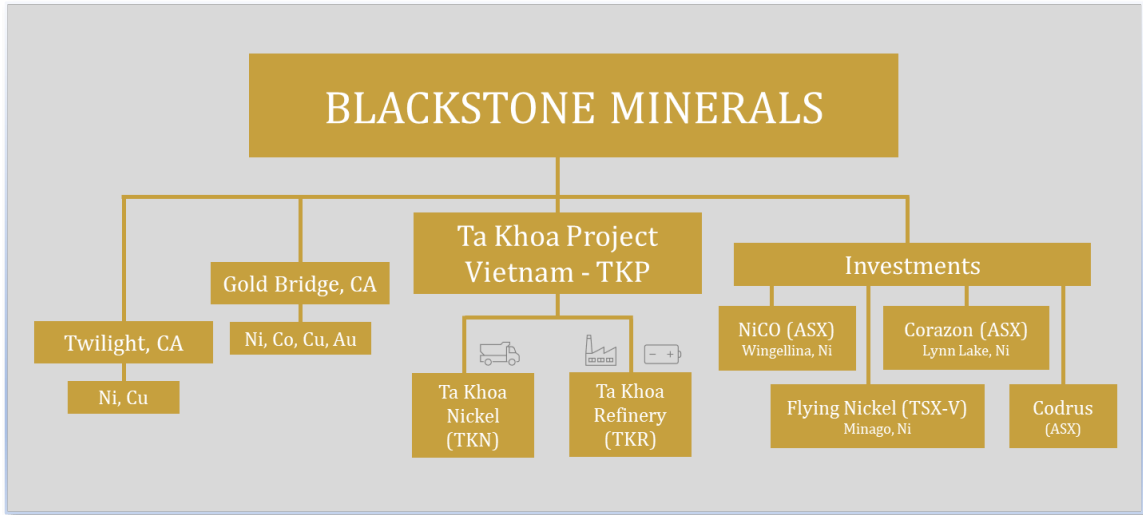 BLACKSTONE MINERALS
Ta Khoa Project
Vietnam - TKP
Investments
Gold Bridge, CA
Ni, Co, Cu, Au
Twilight, CA
Ni, Cu
Ta Khoa
Nickel
(TKN)
Ta Khoa
Refinery
(TKR)
NiCO (ASX)
Wingellina, Ni
Corazon (ASX)
Lynn Lake, Ni
Flying Nickel (TSX-V)
Minago, Ni
Codrus
(ASX)